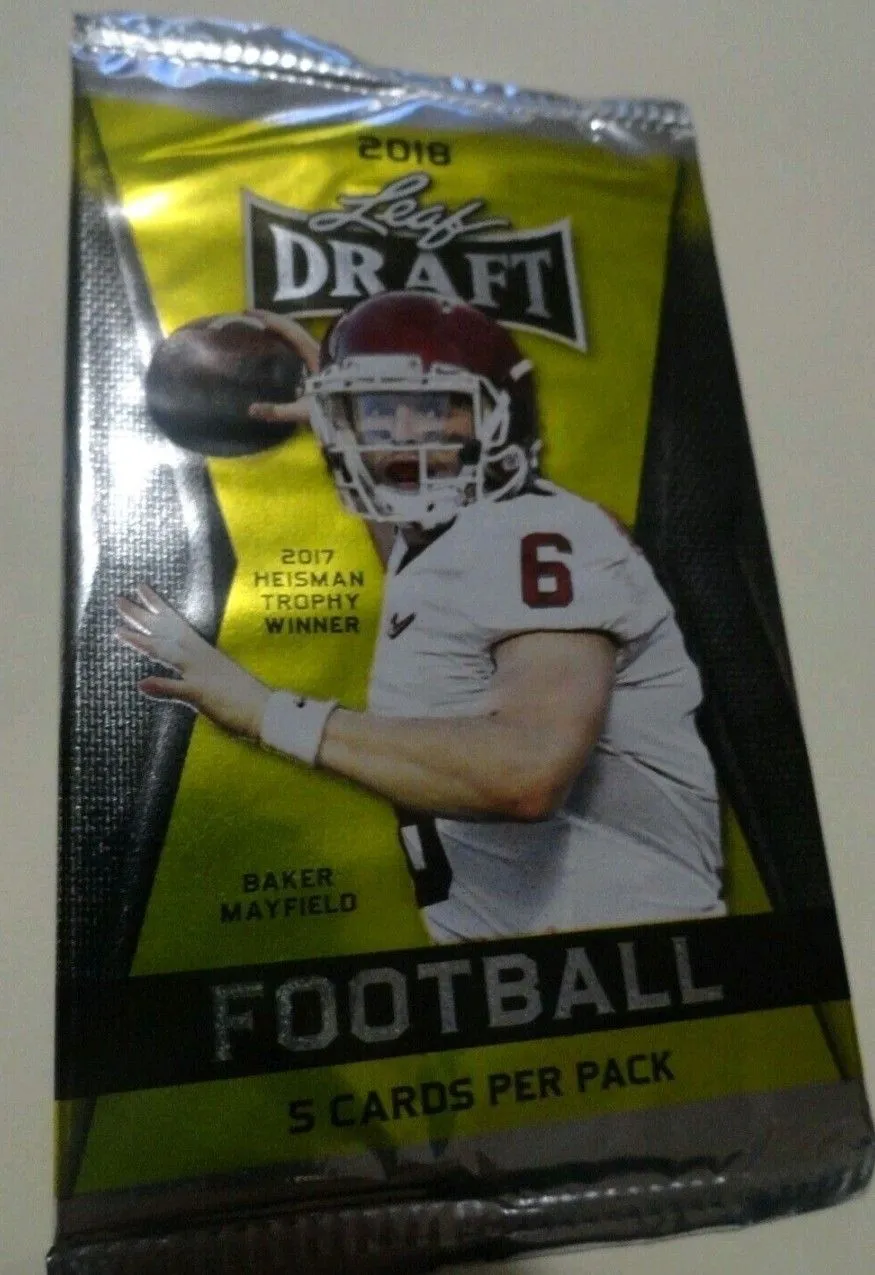 2018
Leaf
DRAFT
6
2017
HEISMAN
TROPHY
WINNER
BAKER
MAYFIELD
FOOTBALL
5 CARDS PER PACK